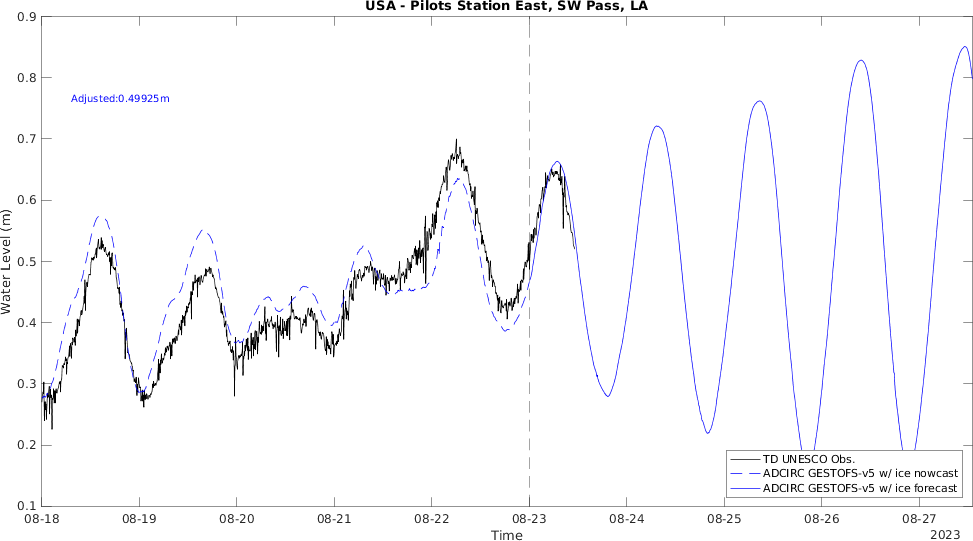 USA - Pilots Station East, SW Pass, LA
0.9
0.8
0.7
0.6
0.5
0.4
0.3
0.2
0.1
Water Level (m)
Adjusted:0.49925m
TD UNESCO Obs.
ADCIRC GESTOFS-v5 w/ ice nowcast
ADCIRC GESTOFS-v5 w/ ice forecast
08-18 08-19 08-20 08-21 08-22 08-23 08-24 08-25 08-26 08-27
Time
2023